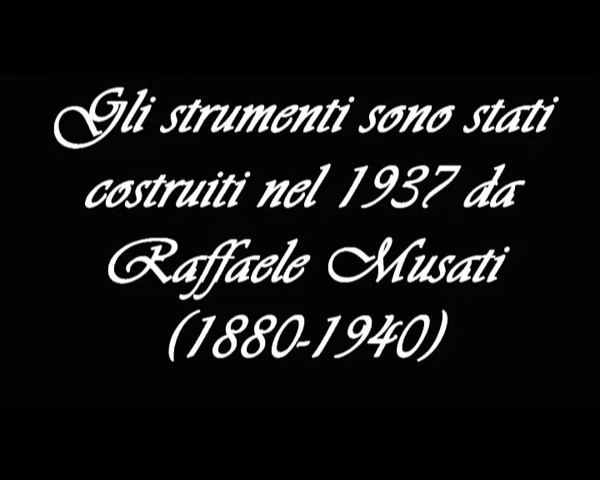 Gli strumenti sono stati
costruiti nel 1937 da
Raffaele Musati
(1880-1940)